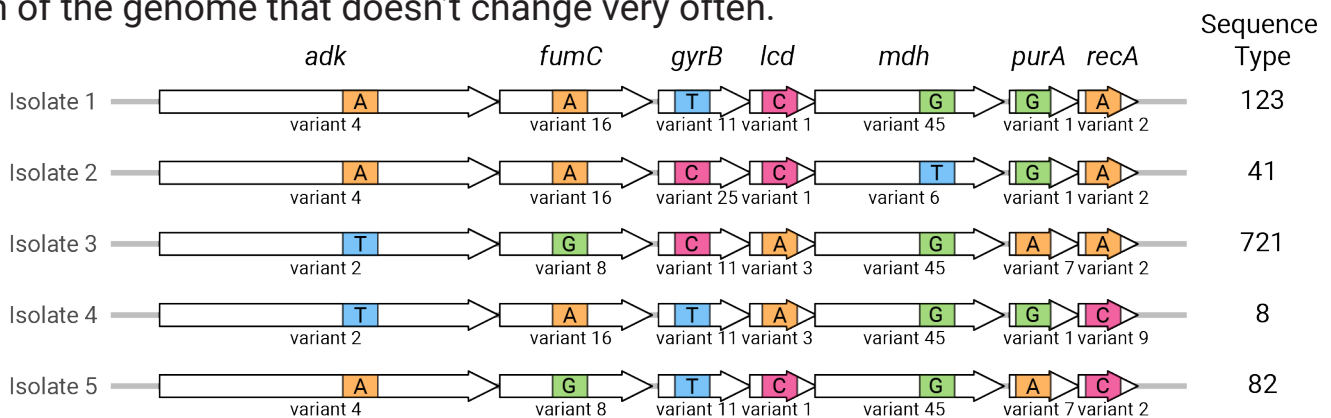 n of the genome that doesn't change very often.
Sequence
Type
adk fumC gyrB lcd mdh purA recA
Isolate 1 A A T C G G A 123
variant 4 variant 16 variant 11 variant 1 variant 45 variant 1 variant 2
Isolate 2 A A C C T G A 41
variant 4 variant 16 variant 25 variant 1 variant 6 variant 1 variant 2
Isolate 3 T G C A G A A 721
variant 2 variant 8 variant 11 variant 3 variant 45 variant 7 variant 2
Isolate 4 T A T A G G C 8
variant 2 variant 16 variant 11 variant 3 variant 45 variant 1 variant 9
Isolate 5 A G T C G A C 82
variant 4 variant 8 variant 11 variant 1 variant 45 variant 7 variant 2